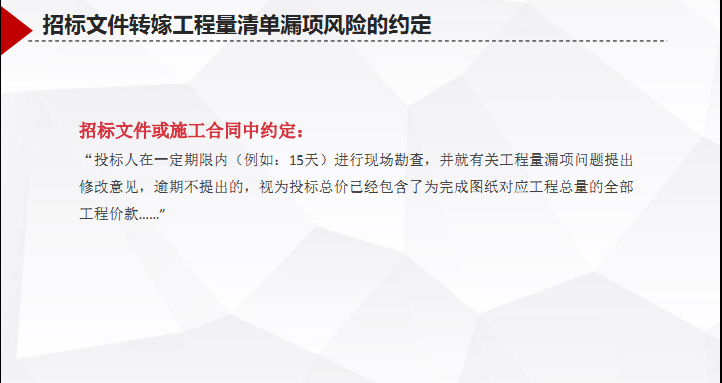 招标文件转嫁工程量清单漏项风险的约定
招标文件或施工合同中约定：
“投标人在一定期限内（例如：15天）进行现场勘查，并就有关工程量漏项问题提出
修改意见，逾期不提出的，视为投标总价已经包含了为完成图纸对应工程总量的全部
工程价款……”